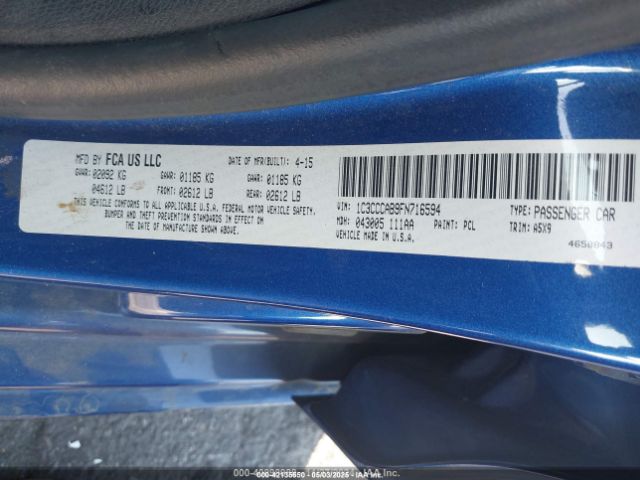 MFD BY FCA US LLC
DATE OF MFR(BUILT): 4-15
GVWR: 02092 KG
GAWR: 01185 KG
GAWR: 01185 KG
04612 LB
FRONT: 02612 LB
REAR: 02612 LB
THIS VEHICLE CONFORMS TO ALL APPLICABLE U.S.A. FEDERAL MOTOR VEHICLE SAFETY,
BUMPER AND THEFT PREVENTION STANDARDS IN EFFECT ON
THE DATE OF MANUFACTURE SHOWN ABOVE.
VIN: 1C3CCCAB9FN716594
TYPE: PASSENGER CAR
MDH: 043005 111AA
PAINT: PCL
TRIM: A5X9
VEHICLE MADE IN U.S.A.
000-42135650 05/03/2025 IAA Inc.